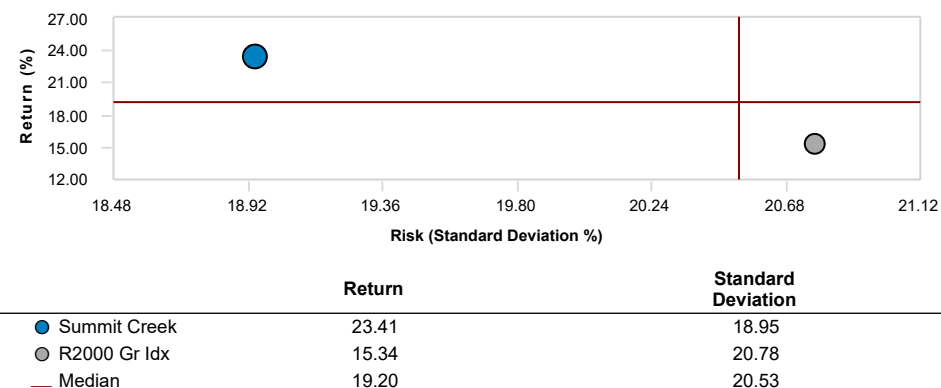 27.00
24.00
21.00
18.00
15.00
12.00
Return (%)
18.48 18.92 19.36 19.80 20.24 20.68 21.12
Risk (Standard Deviation %)
Return Standard Deviation
Summit Creek 23.41 18.95
R2000 Gr Idx 15.34 20.78
Median 19.20 20.53